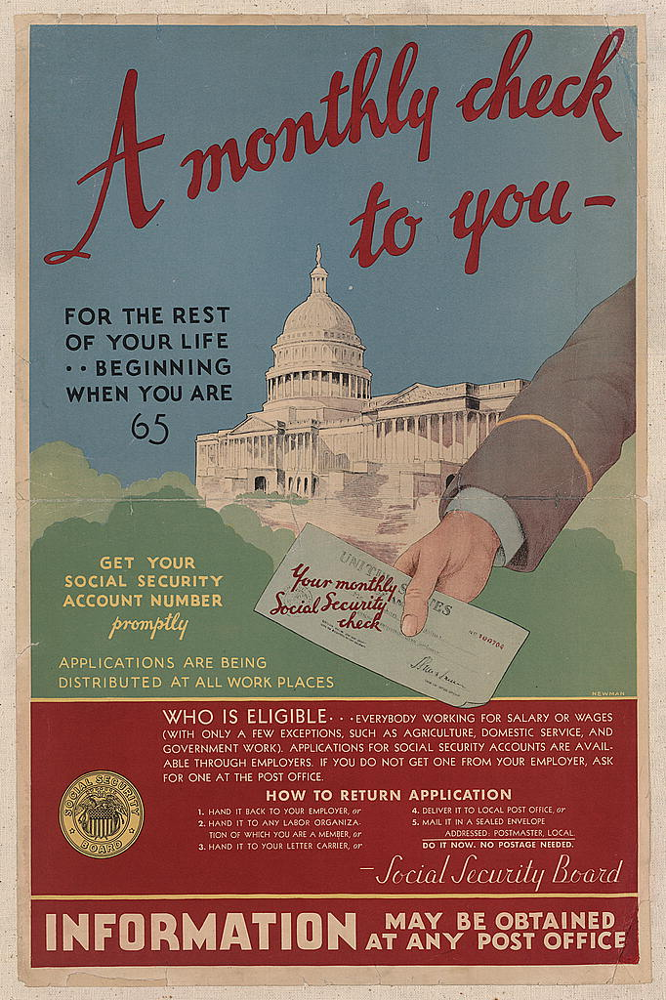 A monthly check
to you–
FOR THE REST
OF YOUR LIFE
··BEGINNING
WHEN YOU ARE
65
UNITED STATES
Your monthly
Social Security
check
No 100704
GET YOUR
SOCIAL SECURITY
ACCOUNT NUMBER
promptly
APPLICATIONS ARE BEING
DISTRIBUTED AT ALL WORK PLACES
NEWMAN
WHO IS ELIGIBLE···EVERYBODY WORKING FOR SALARY OR WAGES
(WITH ONLY A FEW EXCEPTIONS, SUCH AS AGRICULTURE, DOMESTIC SERVICE, AND
GOVERNMENT WORK). APPLICATIONS FOR SOCIAL SECURITY ACCOUNTS ARE AVAIL-
ABLE THROUGH EMPLOYERS. IF YOU DO NOT GET ONE FROM YOUR EMPLOYER, ASK
FOR ONE AT THE POST OFFICE.
SOCIAL SECURITY
BOARD
HOW TO RETURN APPLICATION
1. HAND IT BACK TO YOUR EMPLOYER, or
2. HAND IT TO ANY LABOR ORGANIZA-
TION OF WHICH YOU ARE A MEMBER, or
3. HAND IT TO YOUR LETTER CARRIER, or
4. DELIVER IT TO LOCAL POST OFFICE, or
5. MAIL IT IN A SEALED ENVELOPE
ADDRESSED: POSTMASTER, LOCAL
DO IT NOW. NO POSTAGE NEEDED.
–Social Security Board
INFORMATION MAY BE OBTAINED
AT ANY POST OFFICE